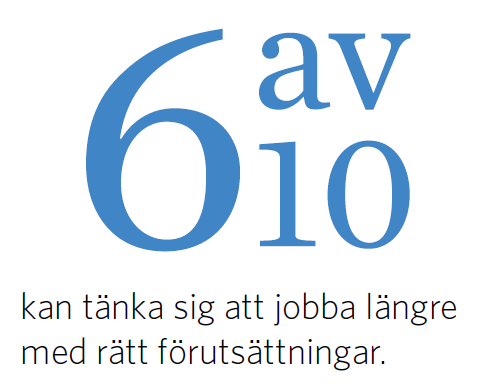 6 av
10
kan tänka sig att jobba längre
med rätt förutsättningar.